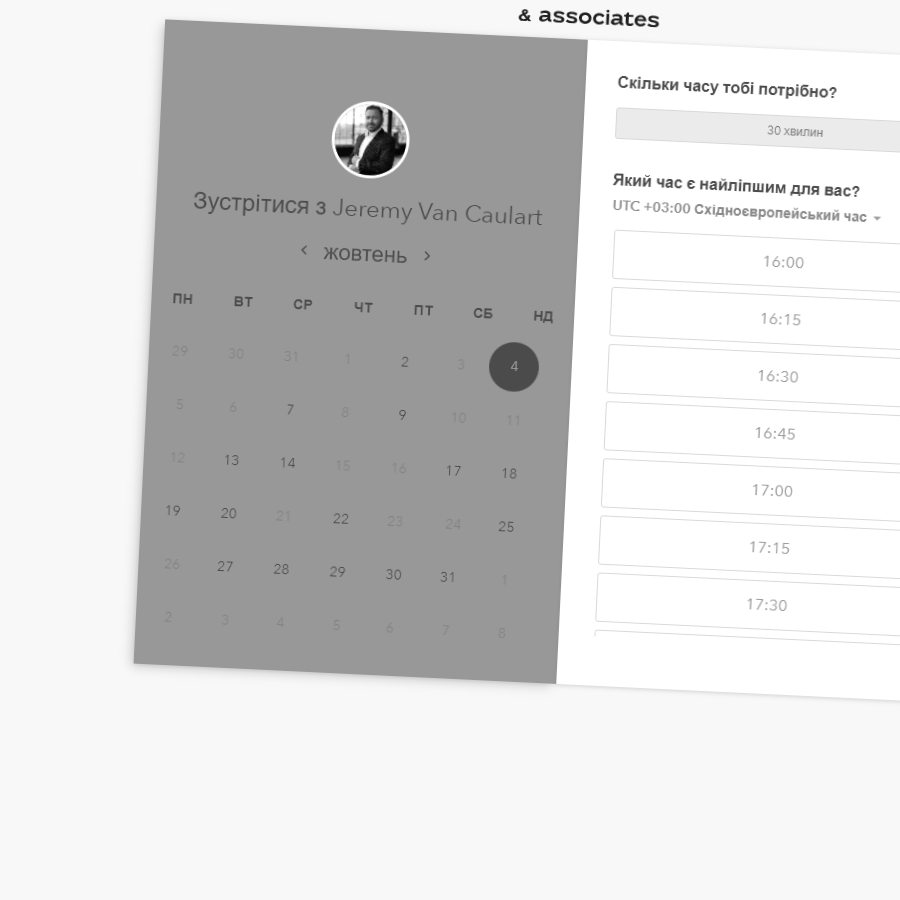 & associates
Зустрітися з Jeremy Van Caulart
жовтень
ПН ВТ СР ЧТ ПТ СБ НД
29 30 31 1 2 3 4
5 6 7 8 9 10 11
12 13 14 15 16 17 18
19 20 21 22 23 24 25
26 27 28 29 30 31 1
2 3 4 5 6 7 8
Скільки часу тобі потрібно?
30 хвилин
Який час є найліпшим для вас?
UTC +03:00 Східноєвропейський час
16:00
16:15
16:30
16:45
17:00
17:15
17:30